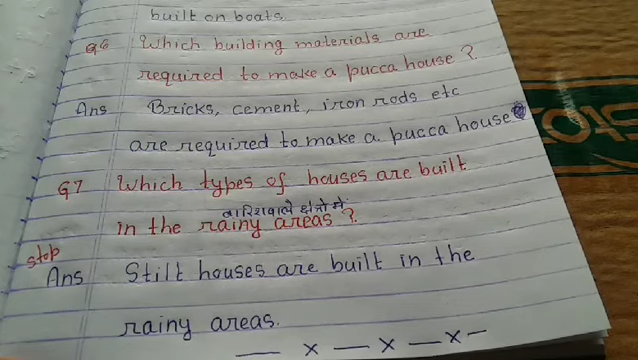 built on boats.
Q6 Which building materials are
required to make a pucca house?
Ans Bricks, cement, iron rods etc
are required to make a pucca house
Q7 Which types of houses are built
बारिशवाले क्षेत्रो में
in the rainy areas?
stop
Ans Stilt houses are built in the
rainy areas.
— x — x — x —